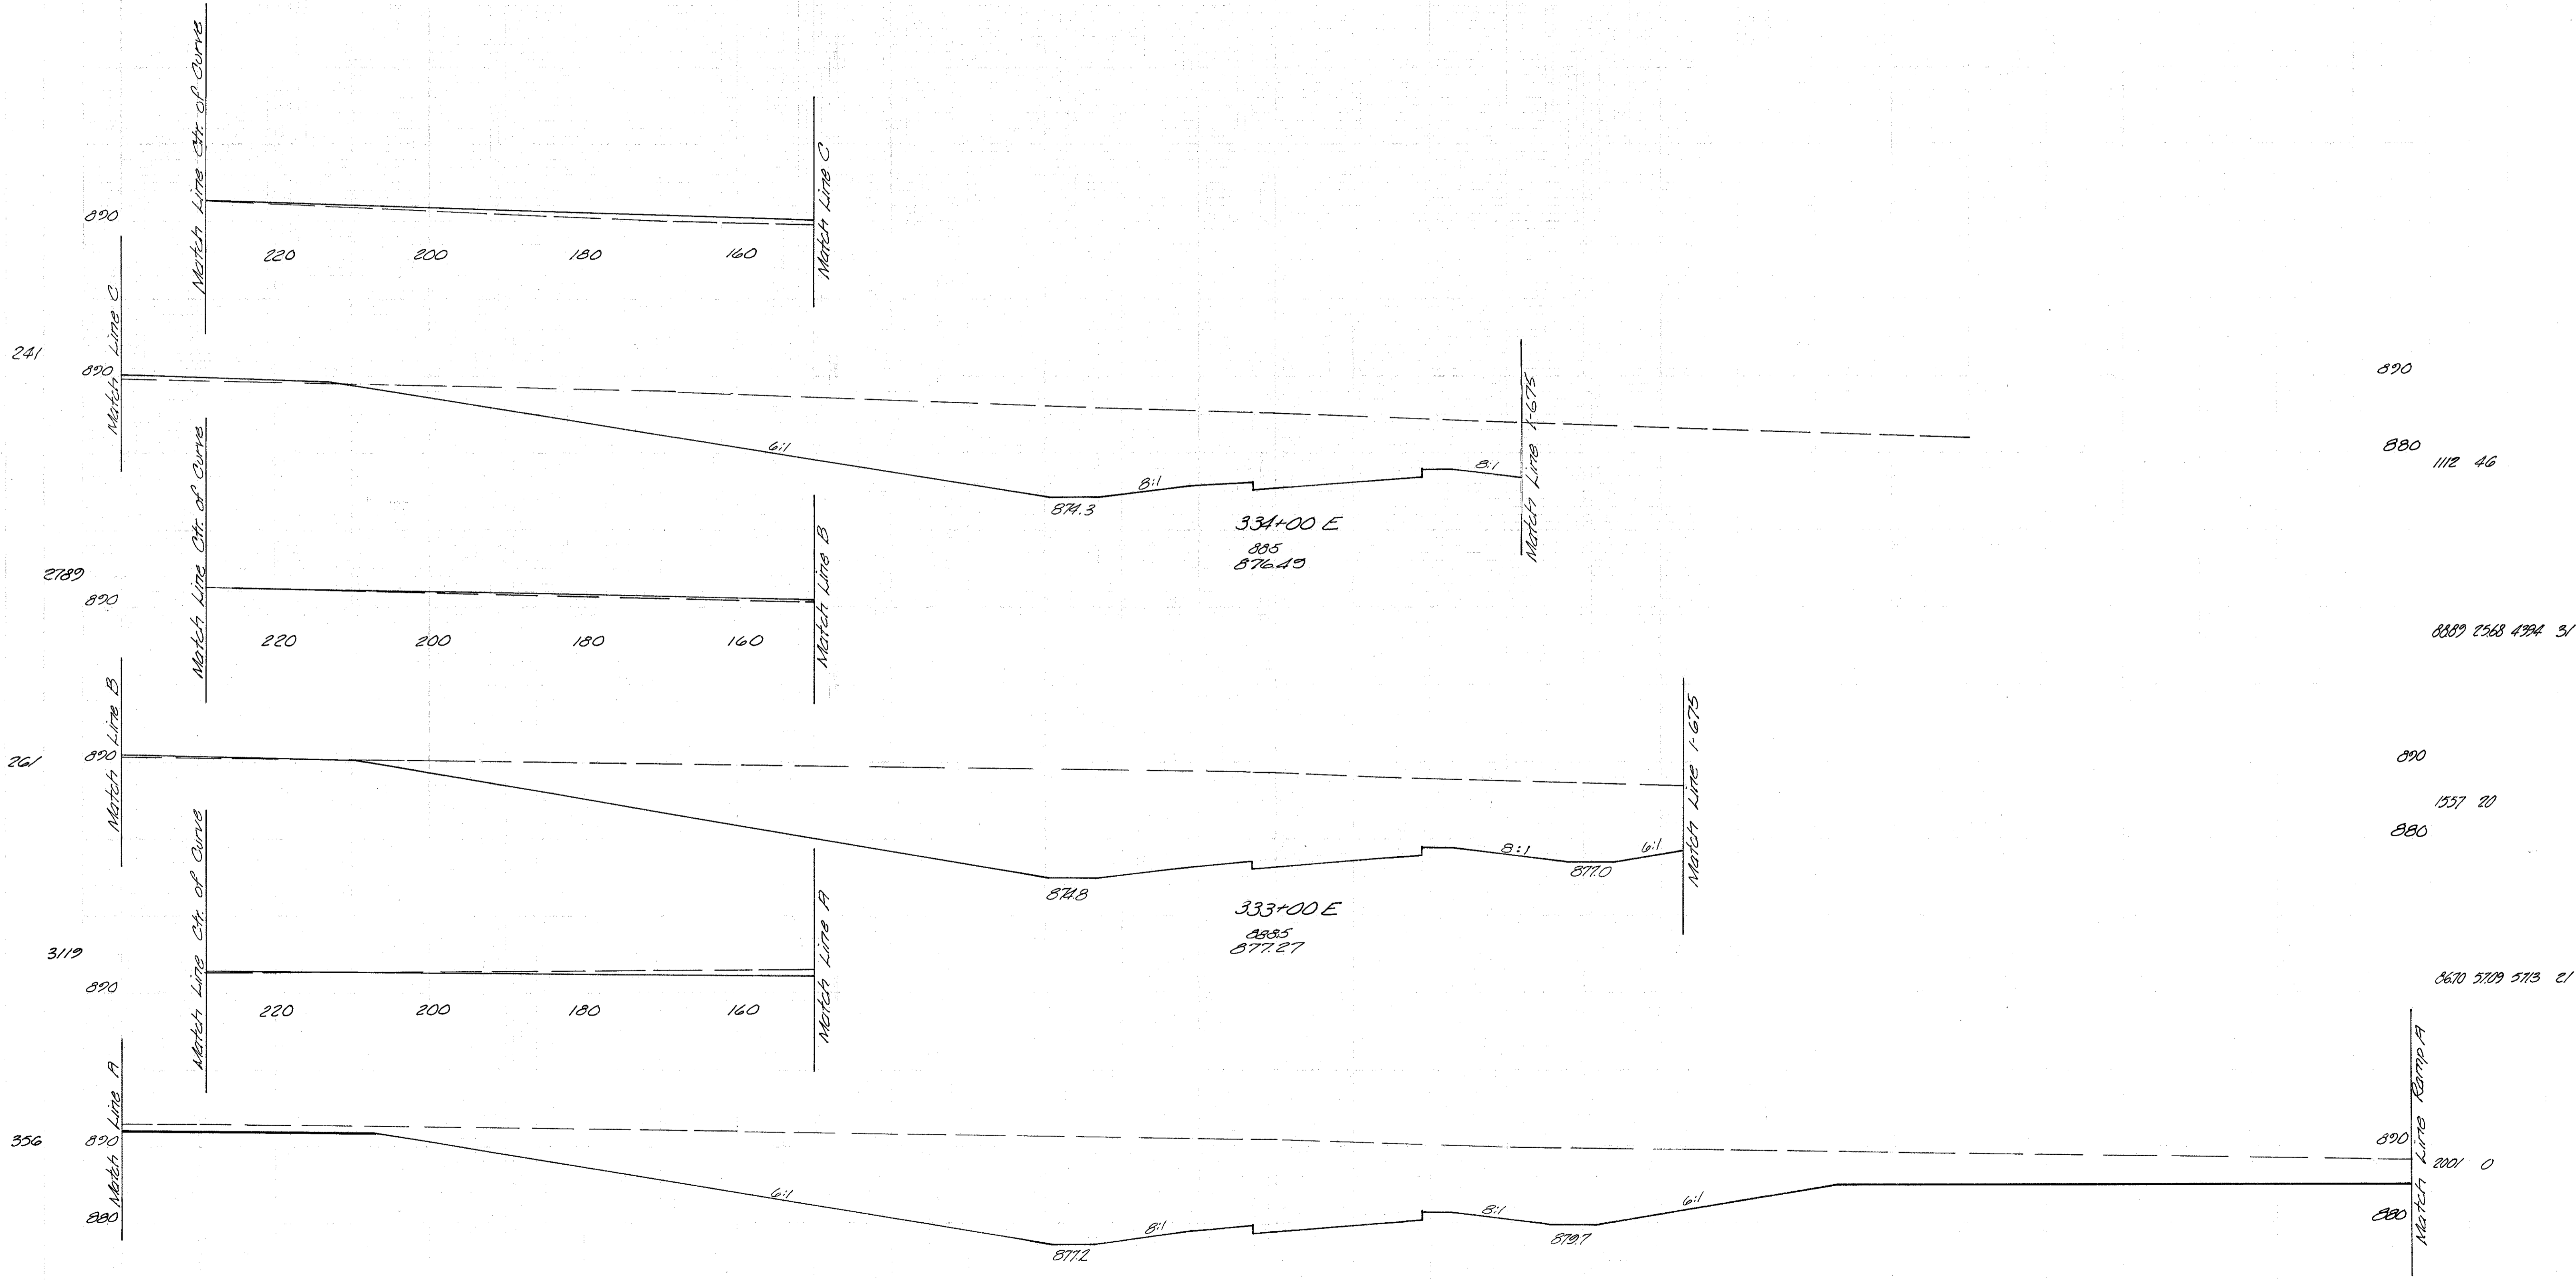 Match Line Ctr. of Curve
890
220 200 180 160
Match Line C
241
890
Match Line C
6:1
8:1
8:1
874.3
334+00 E
885
876.49
Match Line I-675
890
880
1112 46
2789
890
Match Line Ctr. of Curve
220 200 180 160
Match Line B
8889 2568 4994 31
261
890
Match Line B
874.8
8:1
877.0
6:1
333+00 E
888.5
877.27
Match Line I-675
890
1557 20
880
3119
890
Match Line Ctr. of Curve
220 200 180 160
Match Line A
8670 5709 5713 21
356
890
880
Match Line A
6:1
877.2
8:1
8:1
879.7
6:1
890
2001 0
880
Match Line Ramp A